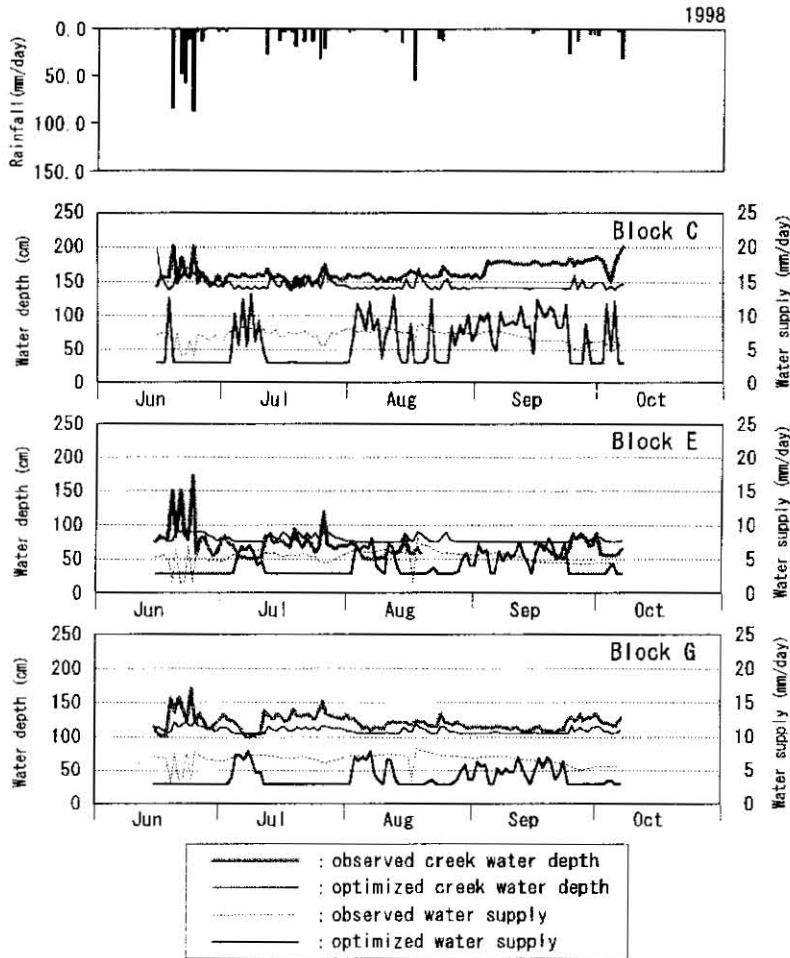 1998
0.0
50.0
100.0
150.0
Rainfall(mm/day)
Block C
250
200
150
100
50
0
Water depth (cm)
25
20
15
10
5
0
Water supply (mm/day)
Jun Jul Aug Sep Oct
Block E
250
200
150
100
50
0
Water depth (cm)
25
20
15
10
5
0
Water supply (mm/day)
Jun Jul Aug Sep Oct
Block G
250
200
150
100
50
0
Water depth (cm)
25
20
15
10
5
0
Water supply (mm/day)
Jun Jul Aug Sep Oct
: observed creek water depth
: optimized creek water depth
: observed water supply
: optimized water supply